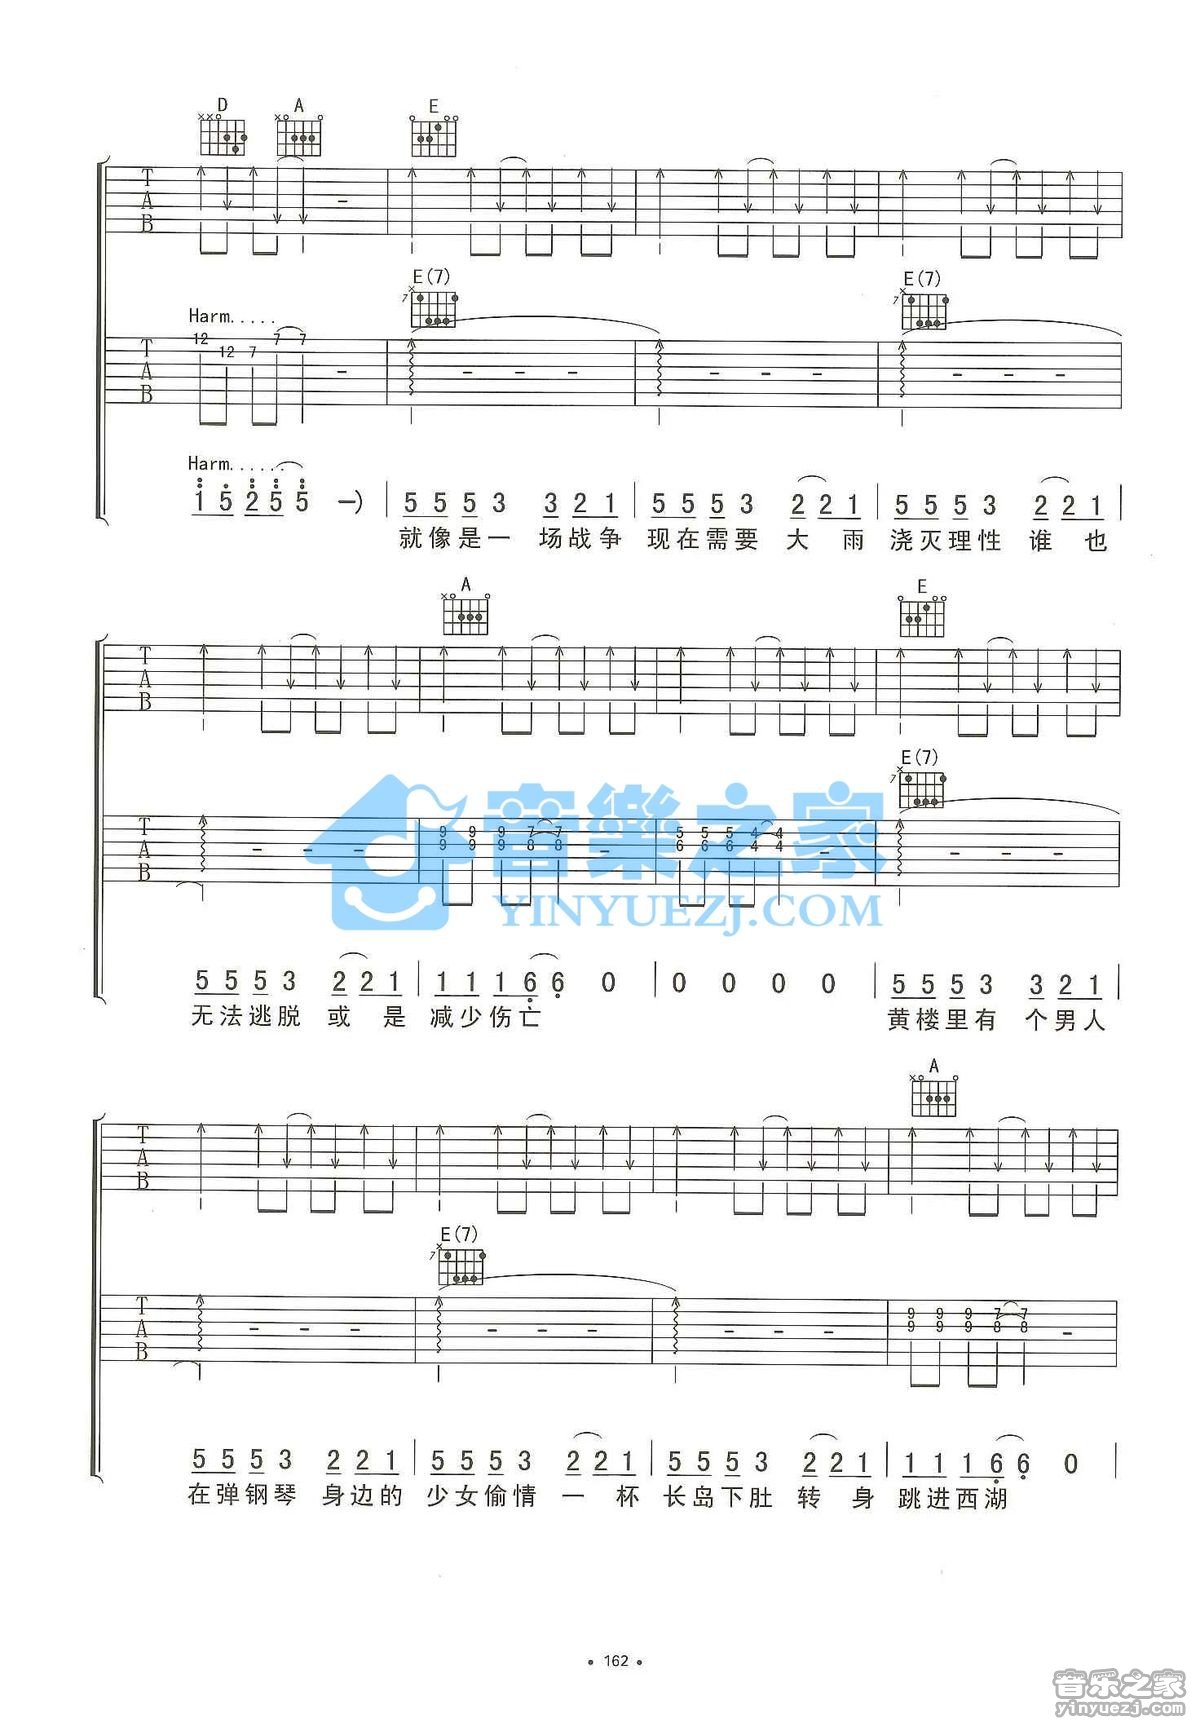 D A E
T A B
E(7) E(7)
Harm.....
12 12 7 7 7
T A B
Harm......
1 5 2 5 5 —) | 5 5 5 3 3 2 1 | 5 5 5 3 2 2 1 | 5 5 5 3 2 2 1 |
就像是一 场战争 现在需要 大 雨 浇灭理性 谁 也
A E
T A B
E(7)
T A B
9 9 9 7 7 5 5 5 4 4
9 9 9 8 8 6 6 6 4 4
音樂之家
YINYUEZJ.COM
5 5 5 3 2 2 1 | 1 1 1 6 6 0 | 0 0 0 0 | 5 5 5 3 3 2 1 |
无法逃脱 或 是 减少伤亡 黄楼里有 个男人
A
T A B
E(7)
T A B
9 9 9 7 7
9 9 9 8 8
5 5 5 3 2 2 1 | 5 5 5 3 2 2 1 | 5 5 5 3 2 2 1 | 1 1 1 6 6 0 |
在弹钢琴 身边的 少女偷情 一 杯 长岛下肚 转 身 跳进西湖
• 162 •
音乐之家
yinyuezj.com